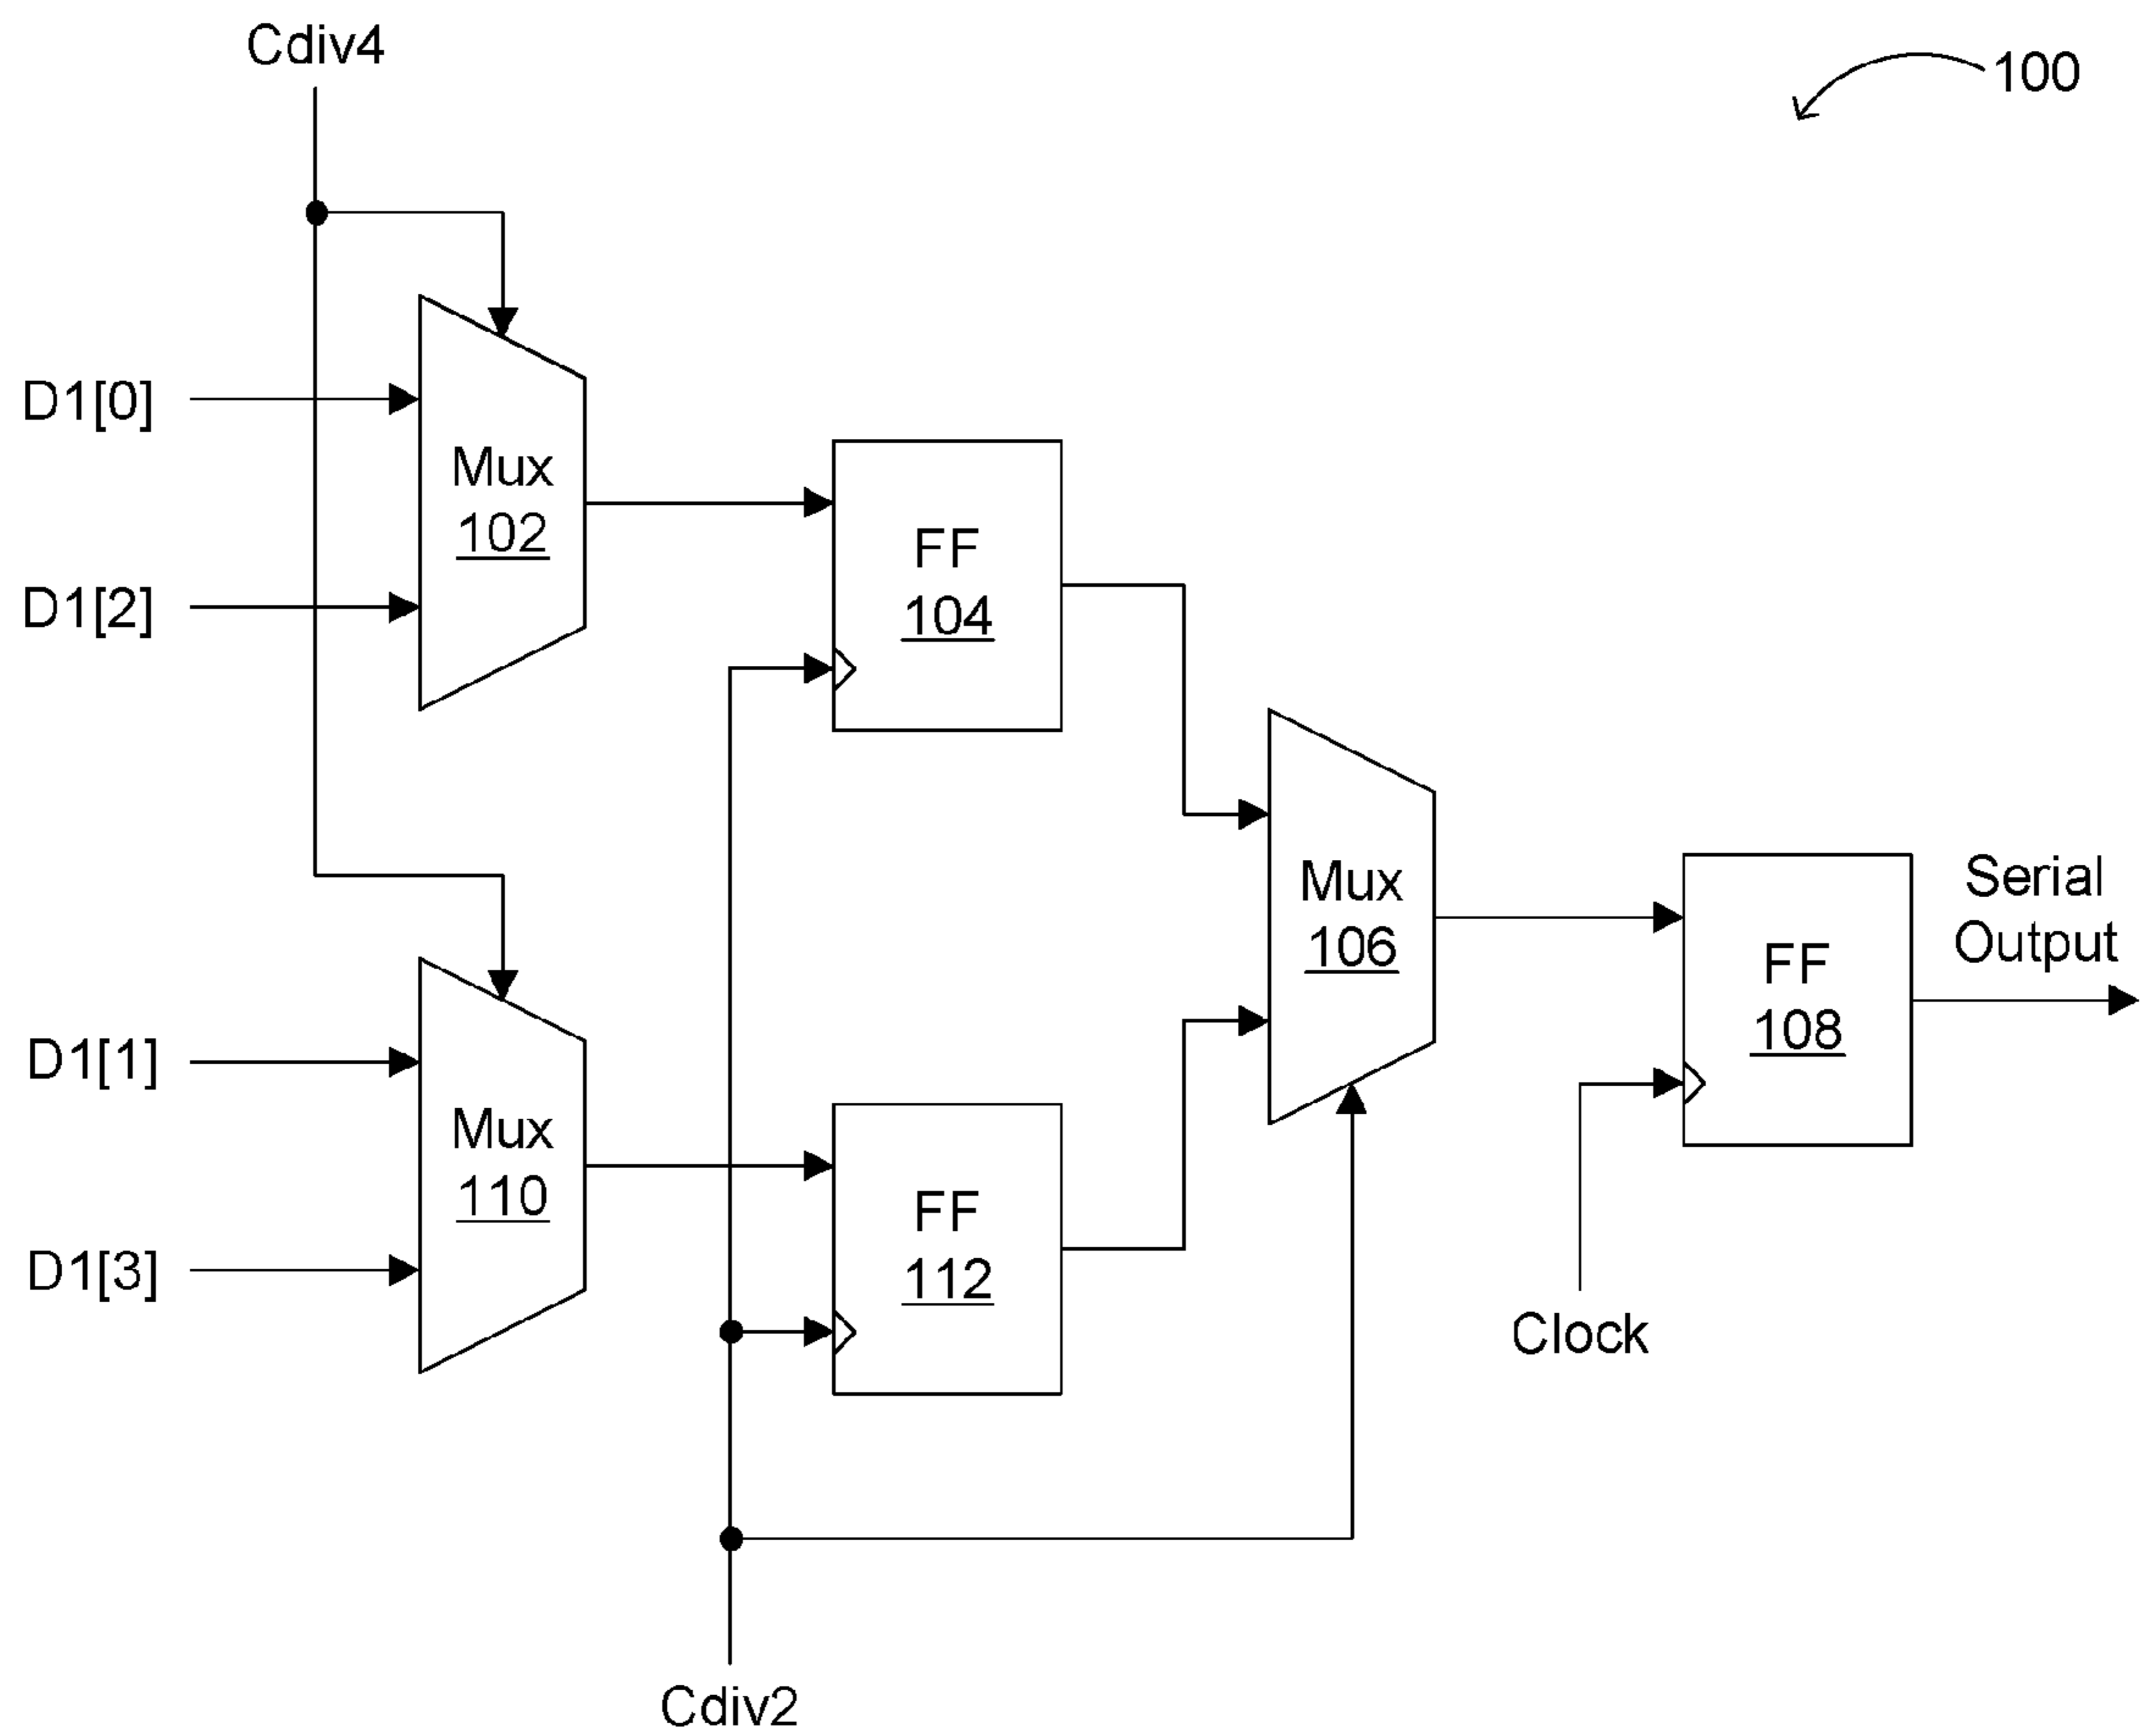 Cdiv4
100
D1[0]
Mux
102
D1[2]
FF
104
Mux
106
FF
108
Serial
Output
D1[1]
Mux
110
D1[3]
FF
112
Clock
Cdiv2